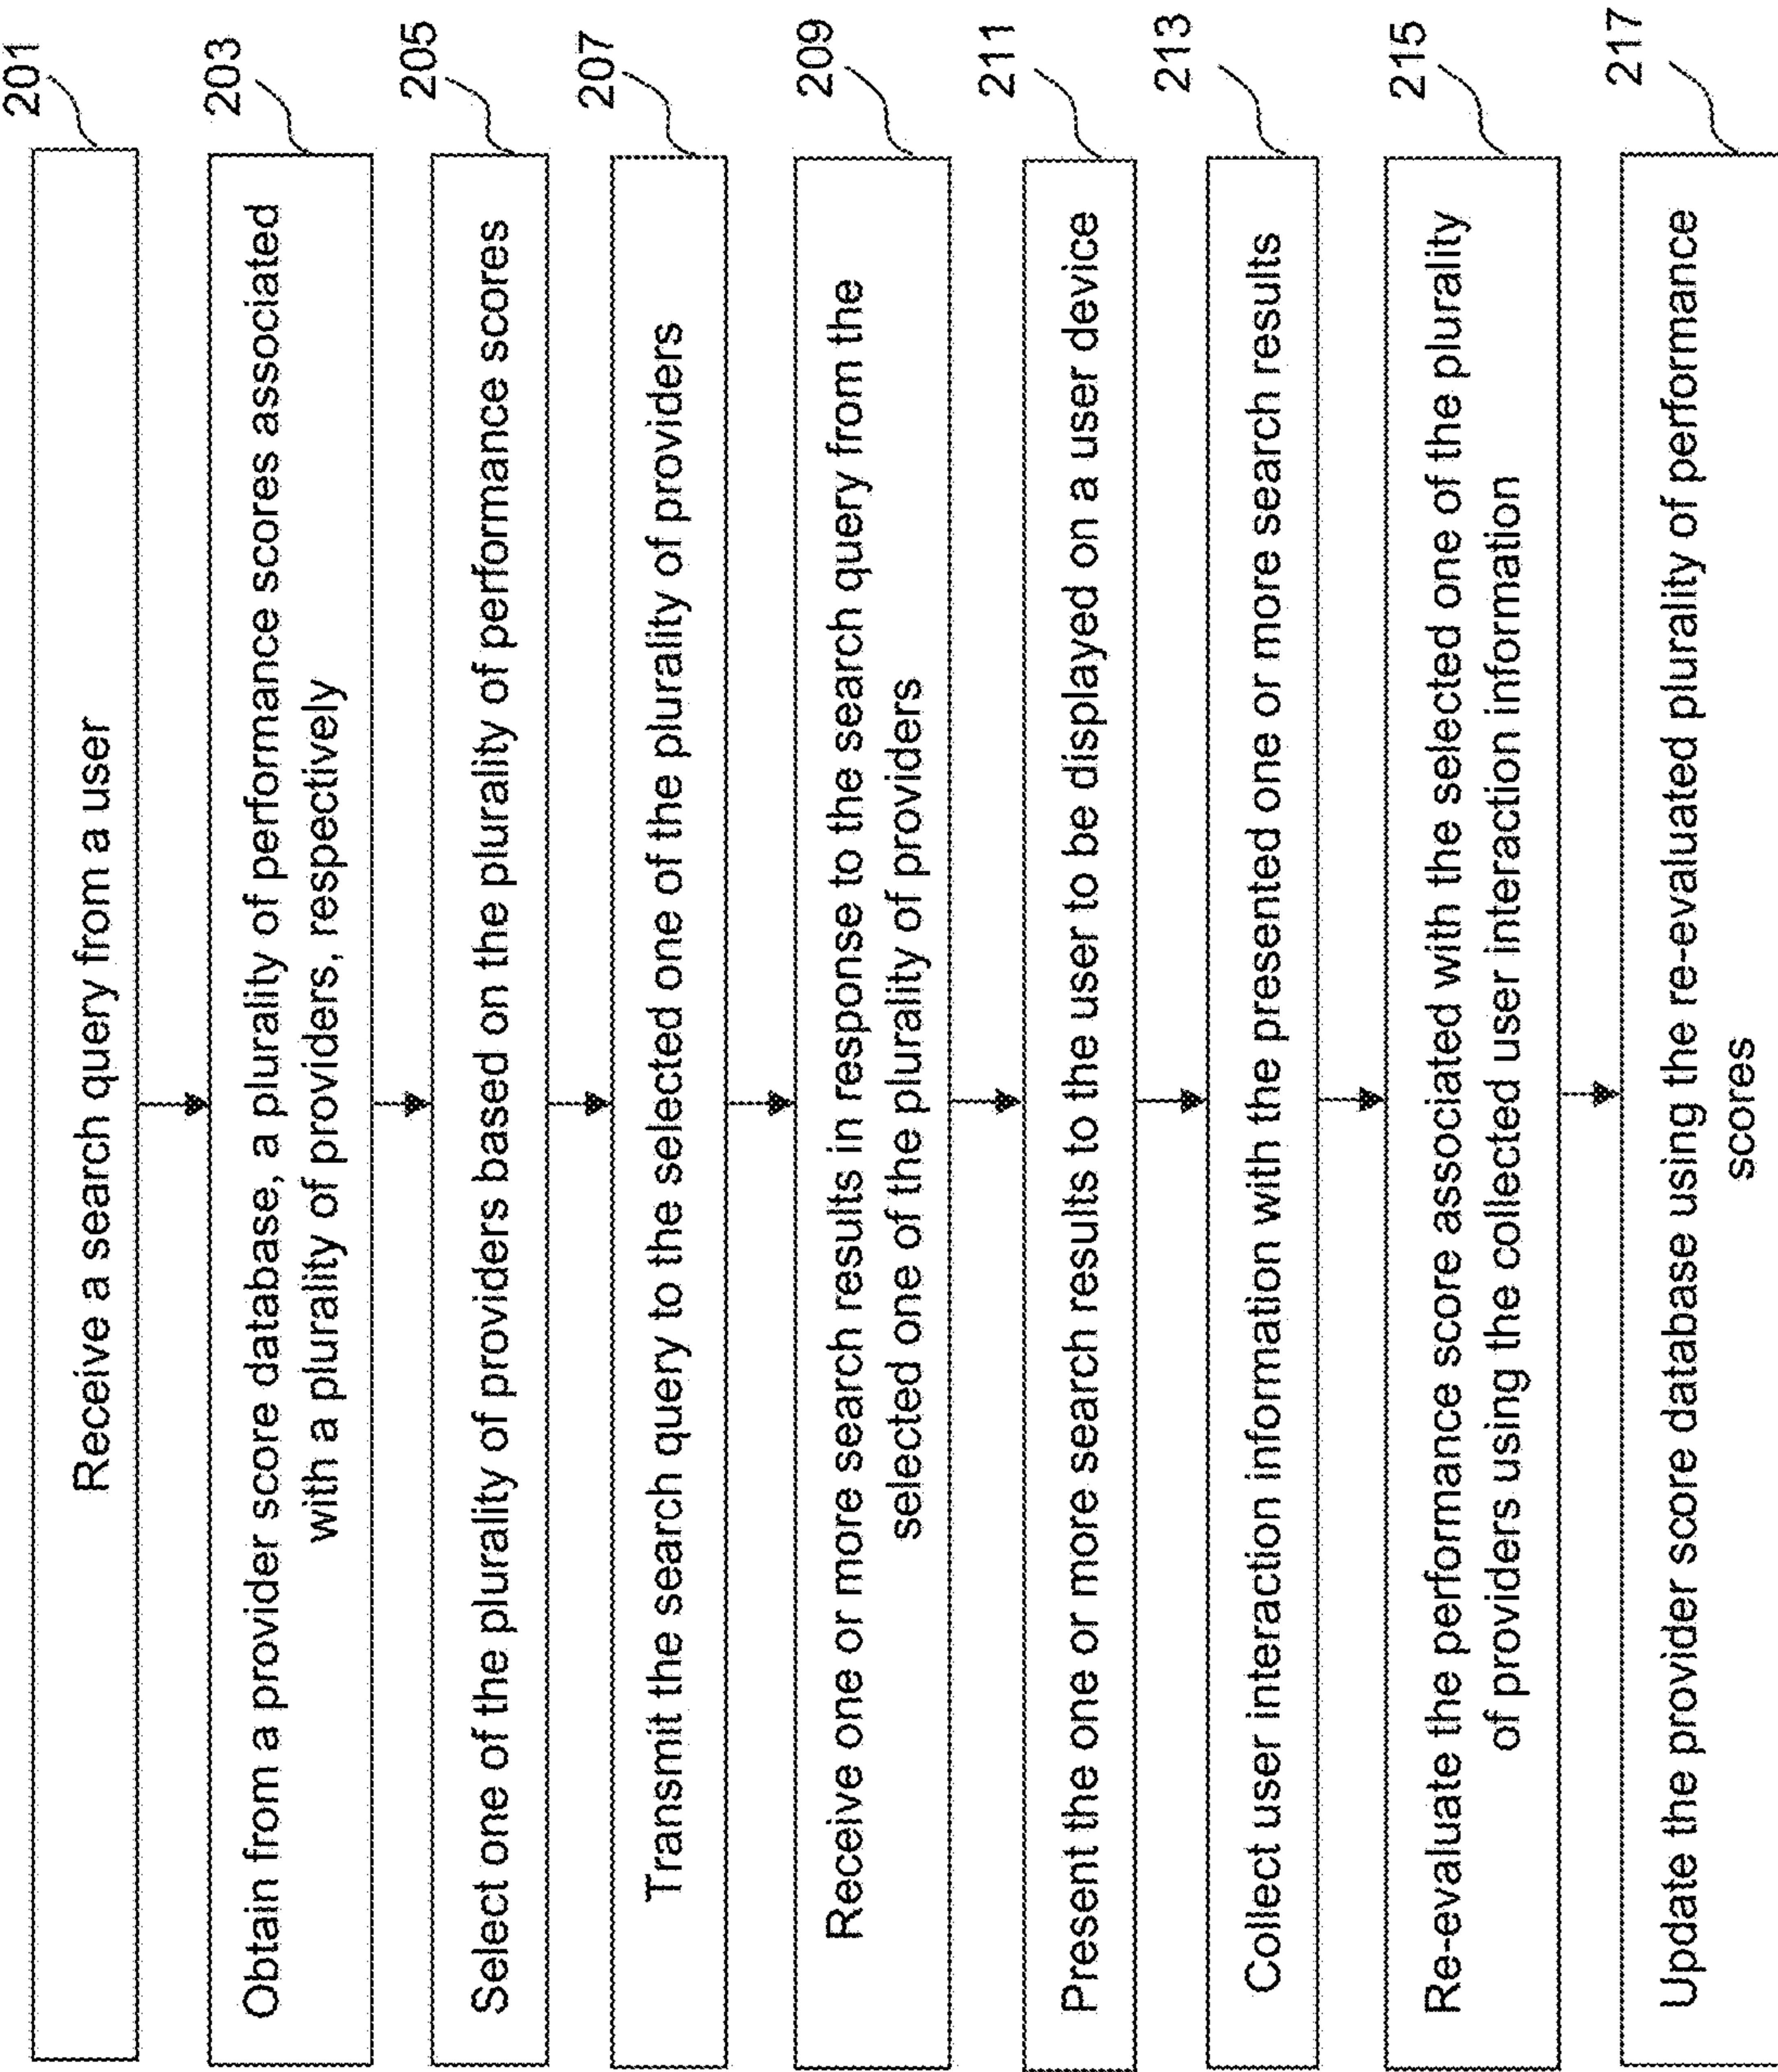 201
Receive a search query from a user
203
Obtain from a provider score database, a plurality of performance scores associated
with a plurality of providers, respectively
205
Select one of the plurality of providers based on the plurality of performance scores
207
Transmit the search query to the selected one of the plurality of providers
209
Receive one or more search results in response to the search query from the
selected one of the plurality of providers
211
Present the one or more search results to the user to be displayed on a user device
213
Collect user interaction information with the presented one or more search results
215
Re-evaluate the performance score associated with the selected one of the plurality
of providers using the collected user interaction information
217
Update the provider score database using the re-evaluated plurality of performance
scores